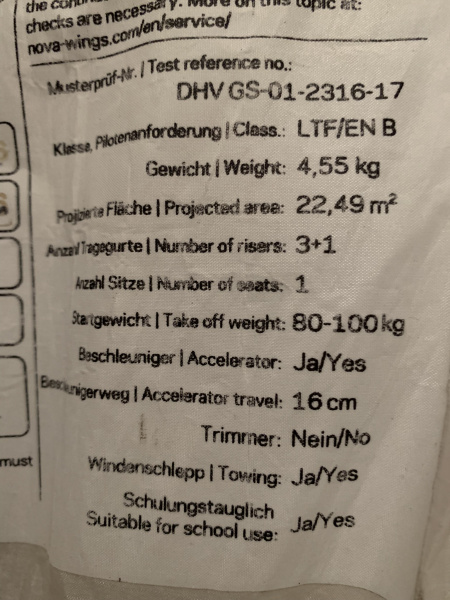 checks are necessary. More on this topic at:
nova-wings.com/en/service/
Musterprüf-Nr. | Test reference no.:
DHV GS-01-2316-17
Klasse, Pilotenanforderung | Class.: LTF/EN B
Gewicht | Weight: 4,55 kg
Projizierte Fläche | Projected area: 22,49 m²
Anzahl Tragegurte | Number of risers: 3+1
Anzahl Sitze | Number of seats: 1
Startgewicht | Take off weight: 80-100kg
Beschleuniger | Accelerator: Ja/Yes
Beschleunigerweg | Accelerator travel: 16 cm
Trimmer: Nein/No
must
Windenschlepp | Towing: Ja/Yes
Schulungstauglich
Suitable for school use: Ja/Yes